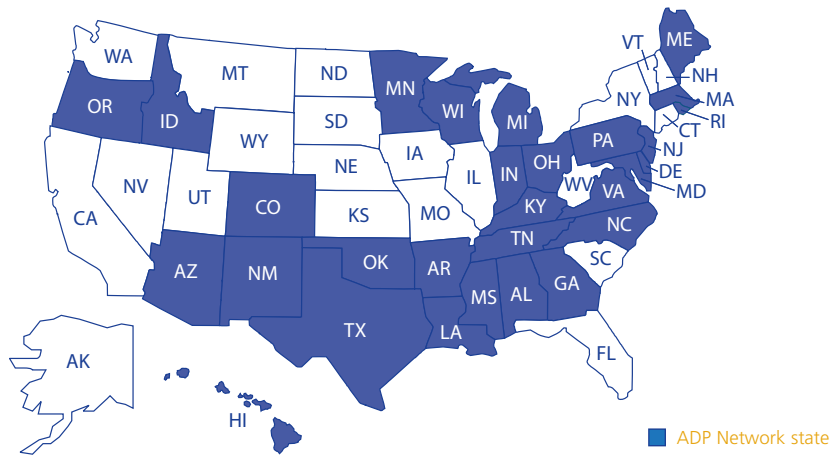 WA
MT
ND
MN
VT
ME
NH
OR
ID
SD
WI
MI
NY
MA
RI
CT
WY
IA
NE
PA
NJ
OH
DE
IL
IN
NV
UT
WV
VA
MD
CA
CO
KS
MO
KY
NC
TN
AZ
NM
OK
AR
SC
MS
AL
GA
TX
LA
FL
AK
HI
ADP Network state